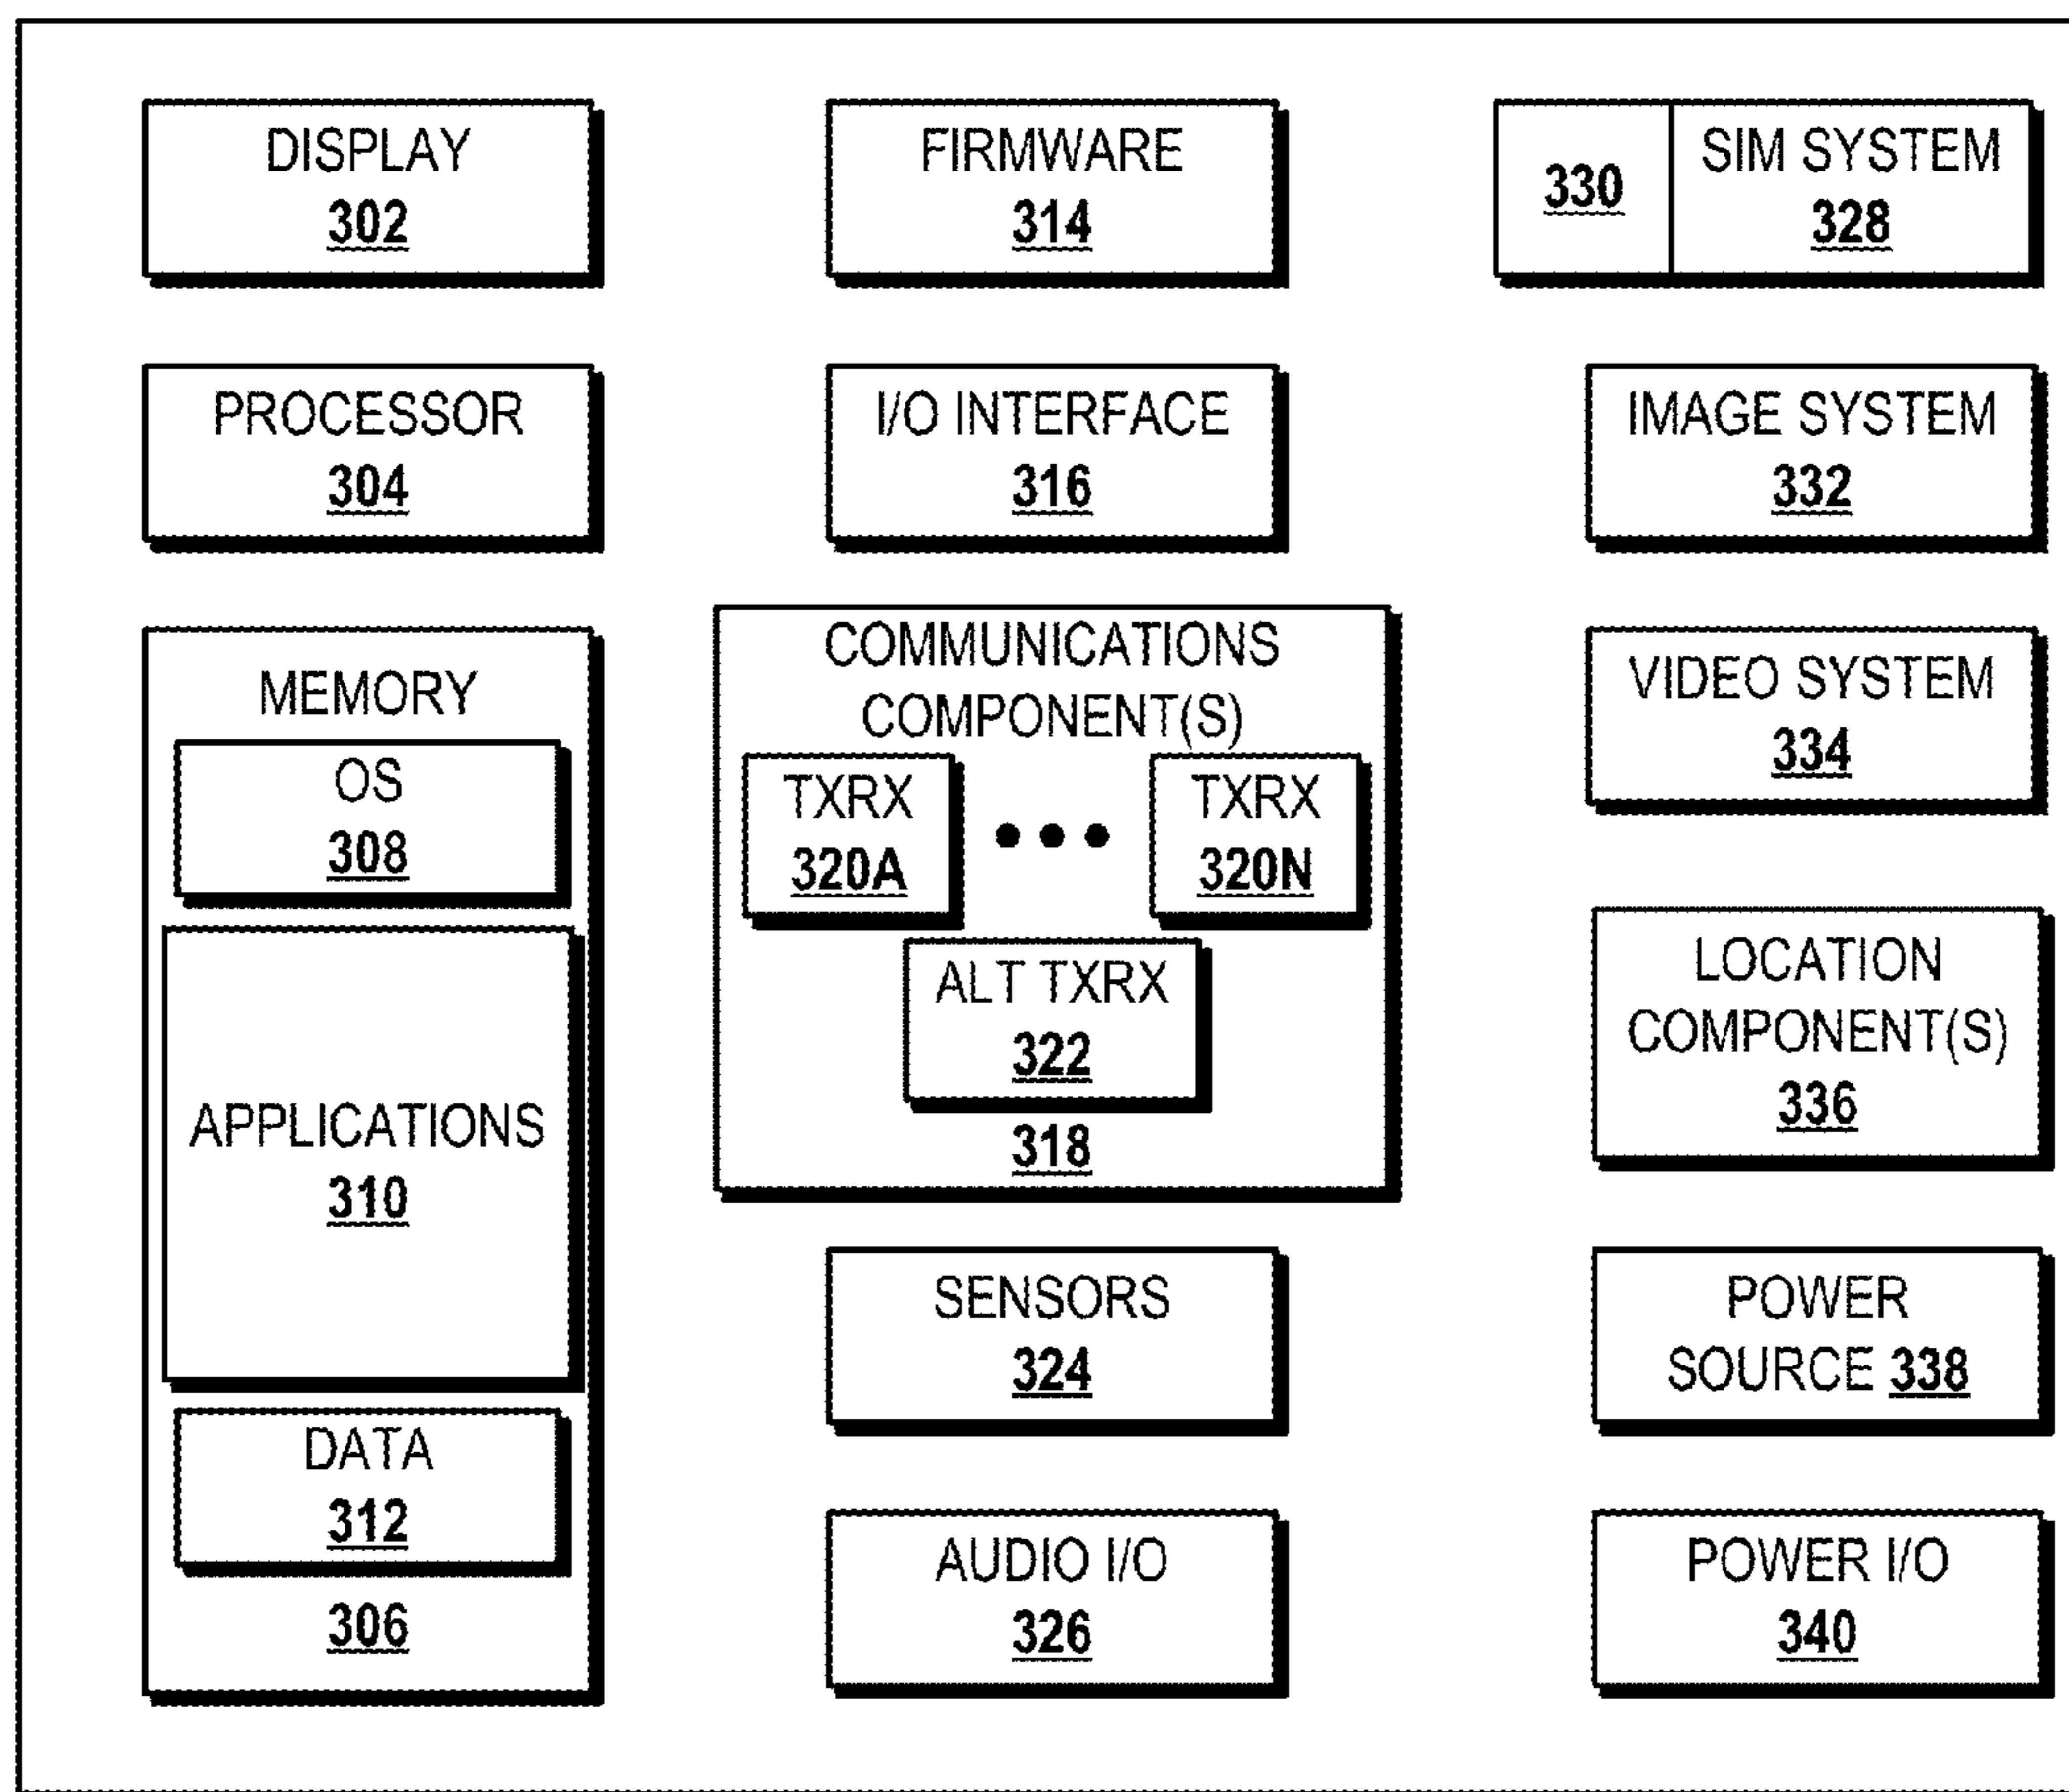 DISPLAY
302
PROCESSOR
304
MEMORY
OS
308
APPLICATIONS
310
DATA
312
306
FIRMWARE
314
I/O INTERFACE
316
COMMUNICATIONS
COMPONENT(S)
TXRX
320A
•••
TXRX
320N
ALT TXRX
322
318
SENSORS
324
AUDIO I/O
326
330
SIM SYSTEM
328
IMAGE SYSTEM
332
VIDEO SYSTEM
334
LOCATION
COMPONENT(S)
336
POWER
SOURCE 338
POWER I/O
340